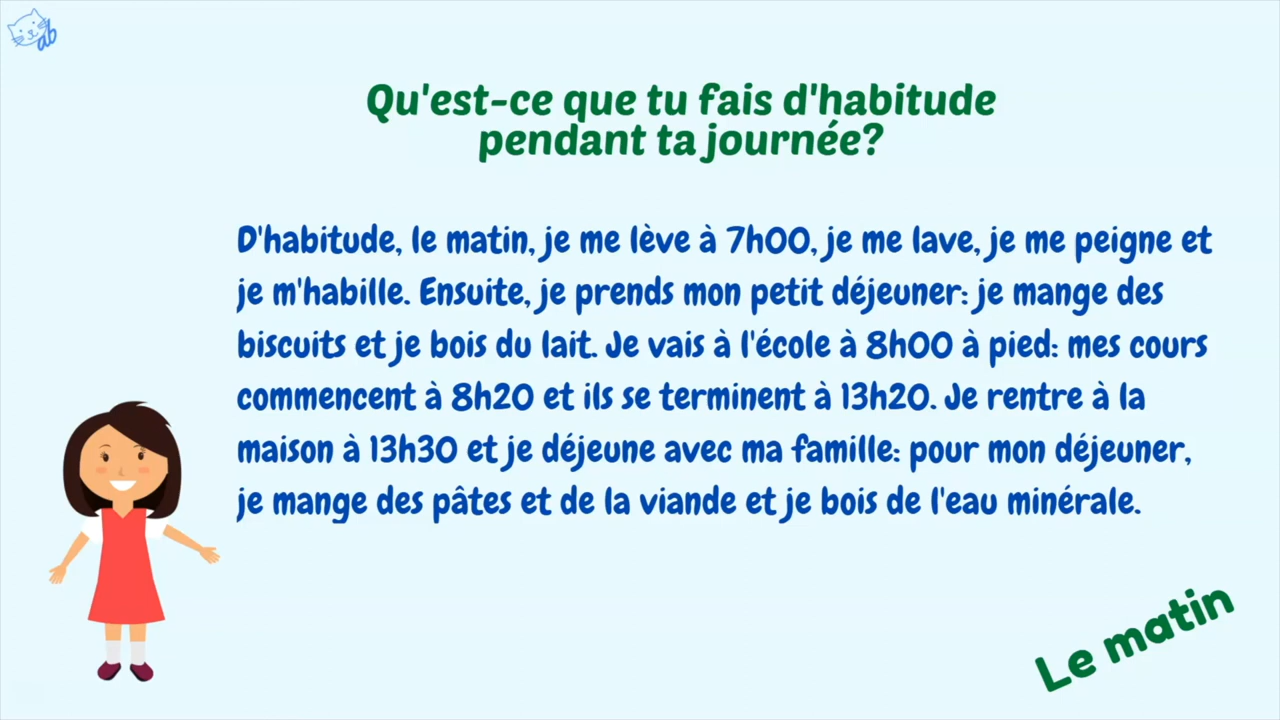 ab
Qu'est-ce que tu fais d'habitude
pendant ta journée?
D'habitude, le matin, je me lève à 7h00, je me lave, je me peigne et
je m'habille. Ensuite, je prends mon petit déjeuner: je mange des
biscuits et je bois du lait. Je vais à l'école à 8h00 à pied: mes cours
commencent à 8h20 et ils se terminent à 13h20. Je rentre à la
maison à 13h30 et je déjeune avec ma famille: pour mon déjeuner,
je mange des pâtes et de la viande et je bois de l'eau minérale.
Le matin